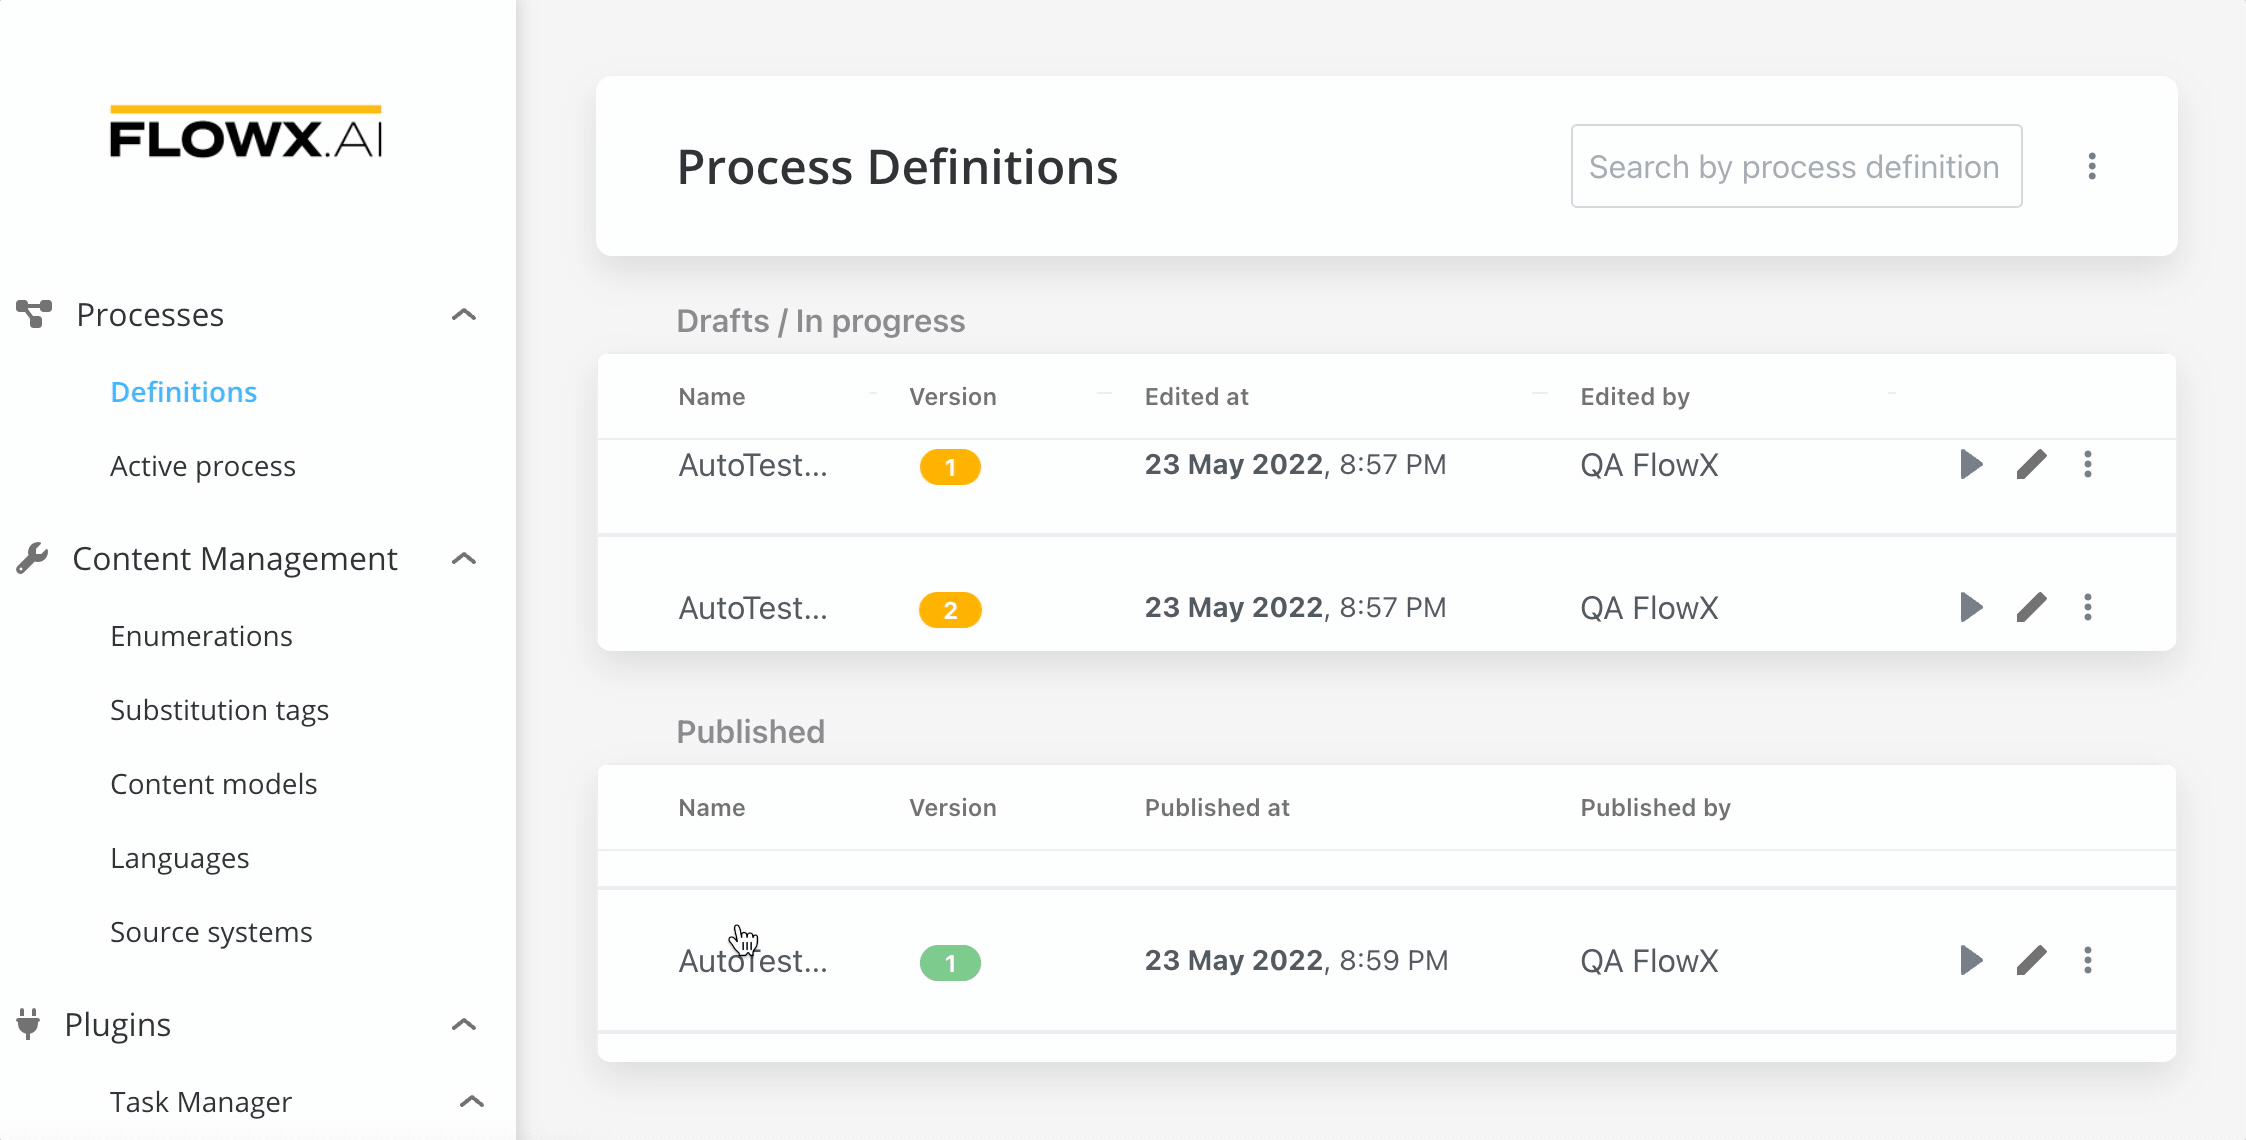 FLOWX.AI
Processes
Definitions
Active process
Content Management
Enumerations
Substitution tags
Content models
Languages
Source systems
Plugins
Task Manager
Process Definitions
Search by process definition
Drafts / In progress
Name Version Edited at Edited by
AutoTest... 1 23 May 2022, 8:57 PM QA FlowX
AutoTest... 2 23 May 2022, 8:57 PM QA FlowX
Published
Name Version Published at Published by
AutoTest... 1 23 May 2022, 8:59 PM QA FlowX